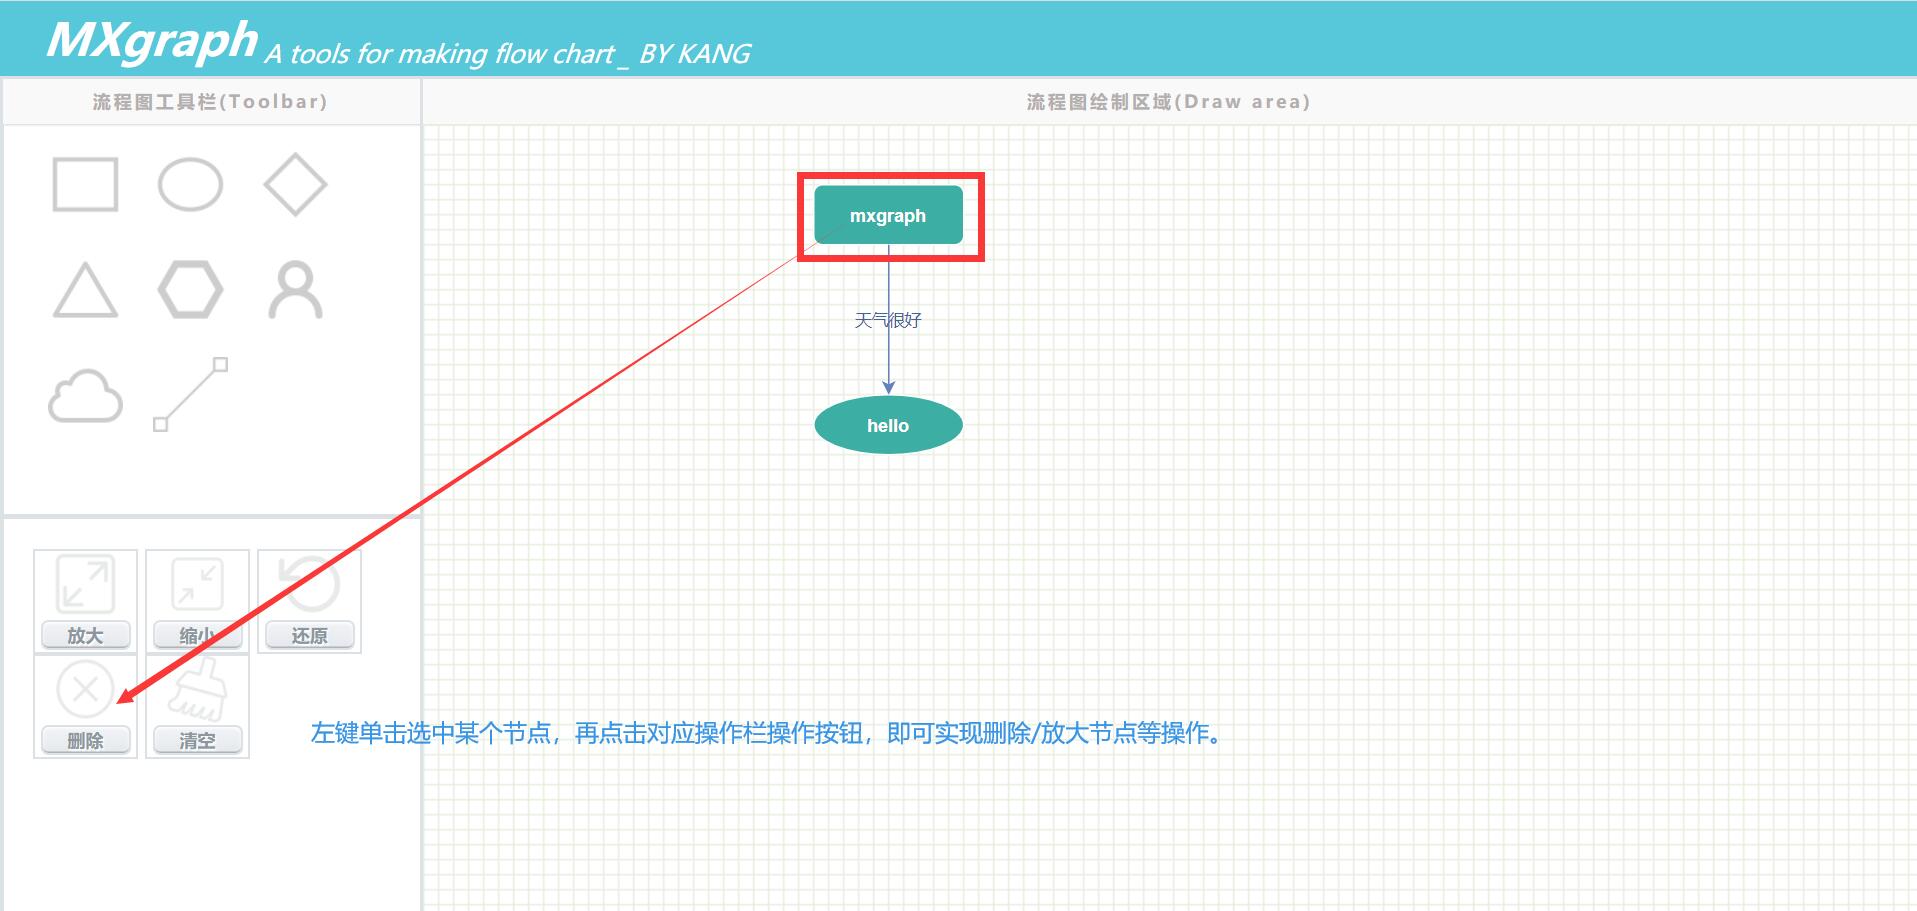 MXgraph A tools for making flow chart _ BY KANG
流程图工具栏(Toolbar)
流程图绘制区域(Draw area)
mxgraph
天气很好
hello
放大
缩小
还原
删除
清空
左键单击选中某个节点，再点击对应操作栏操作按钮，即可实现删除/放大节点等操作。